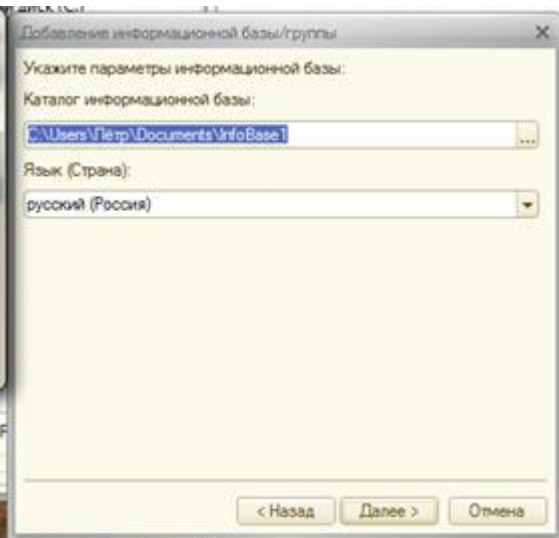 диск (C:)
Добавление информационной базы/группы
Укажите параметры информационной базы:
Каталог информационной базы:
C:\Users\Пётр\Documents\InfoBase1
...
Язык (Страна):
русский (Россия)
< Назад
Далее >
Отмена